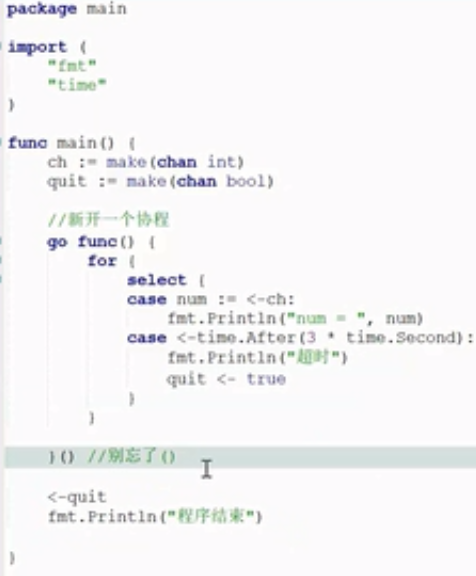 package main
import (
"fmt"
"time"
)
func main() {
ch := make(chan int)
quit := make(chan bool)
//新开一个协程
go func() {
for {
select {
case num := <-ch:
fmt.Println("num = ", num)
case <-time.After(3 * time.Second):
fmt.Println("超时")
quit <- true
}
}
}() //别忘了()
<-quit
fmt.Println("程序结束")
}